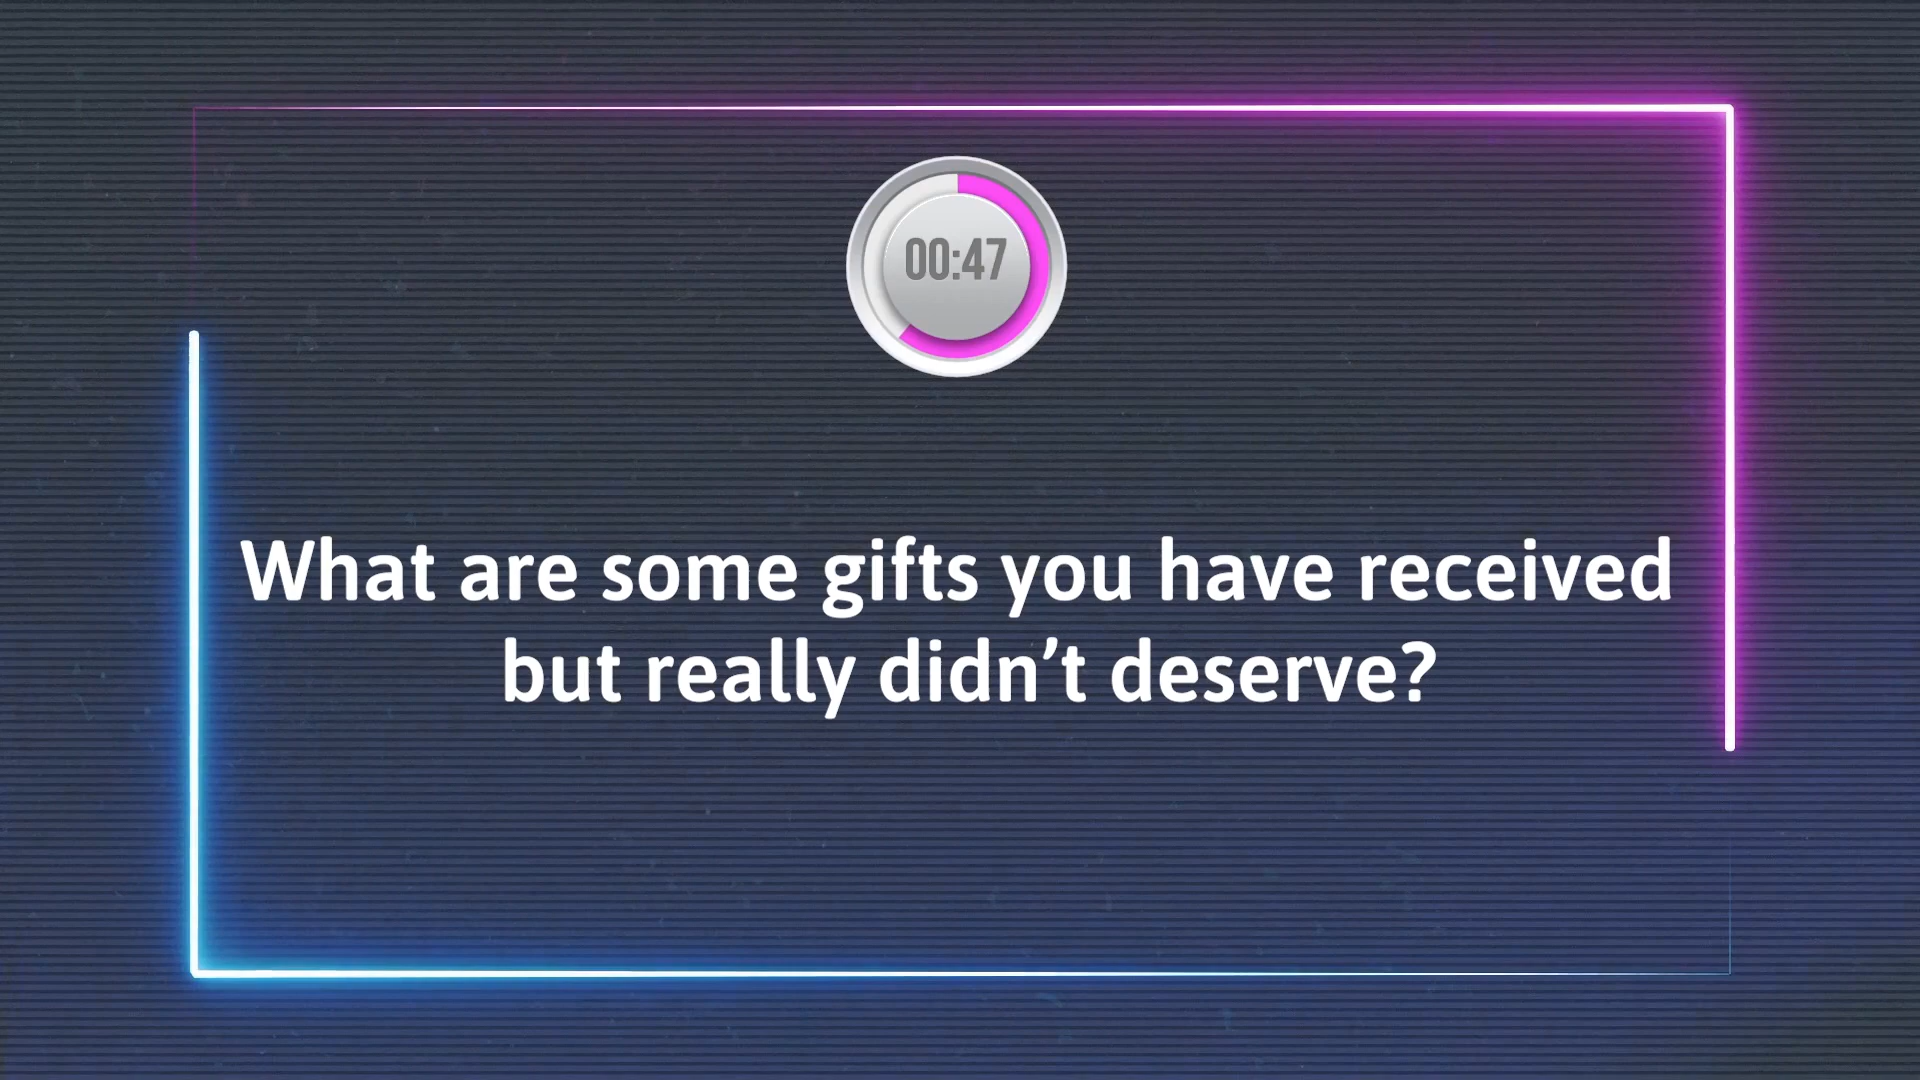 00:47
What are some gifts you have received
but really didn’t deserve?